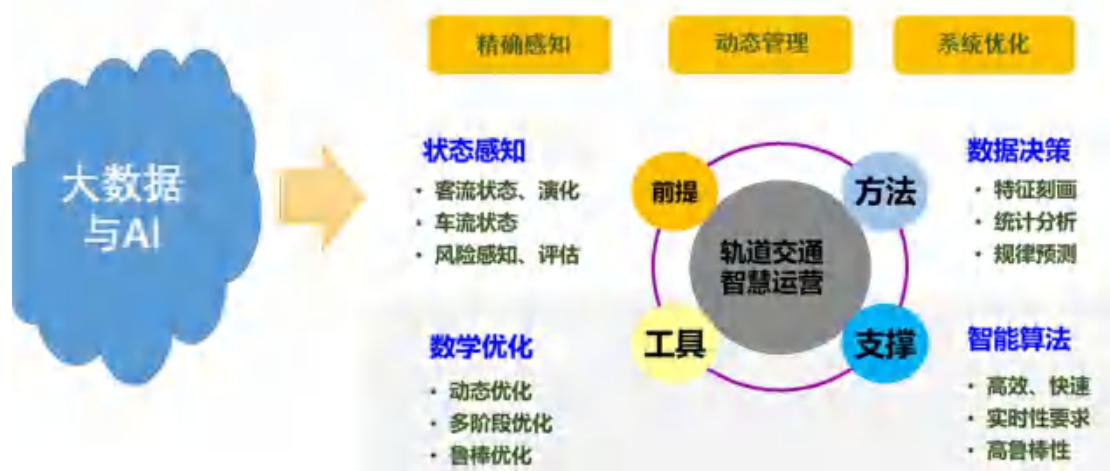 精确感知
动态管理
系统优化
大数据
与AI
状态感知
· 客流状态、演化
· 车流状态
· 风险感知、评估
数学优化
· 动态优化
· 多阶段优化
· 鲁棒优化
前提
方法
轨道交通
智慧运营
工具
支撑
数据决策
· 特征刻画
· 统计分析
· 规律预测
智能算法
· 高效、快速
· 实时性要求
· 高鲁棒性